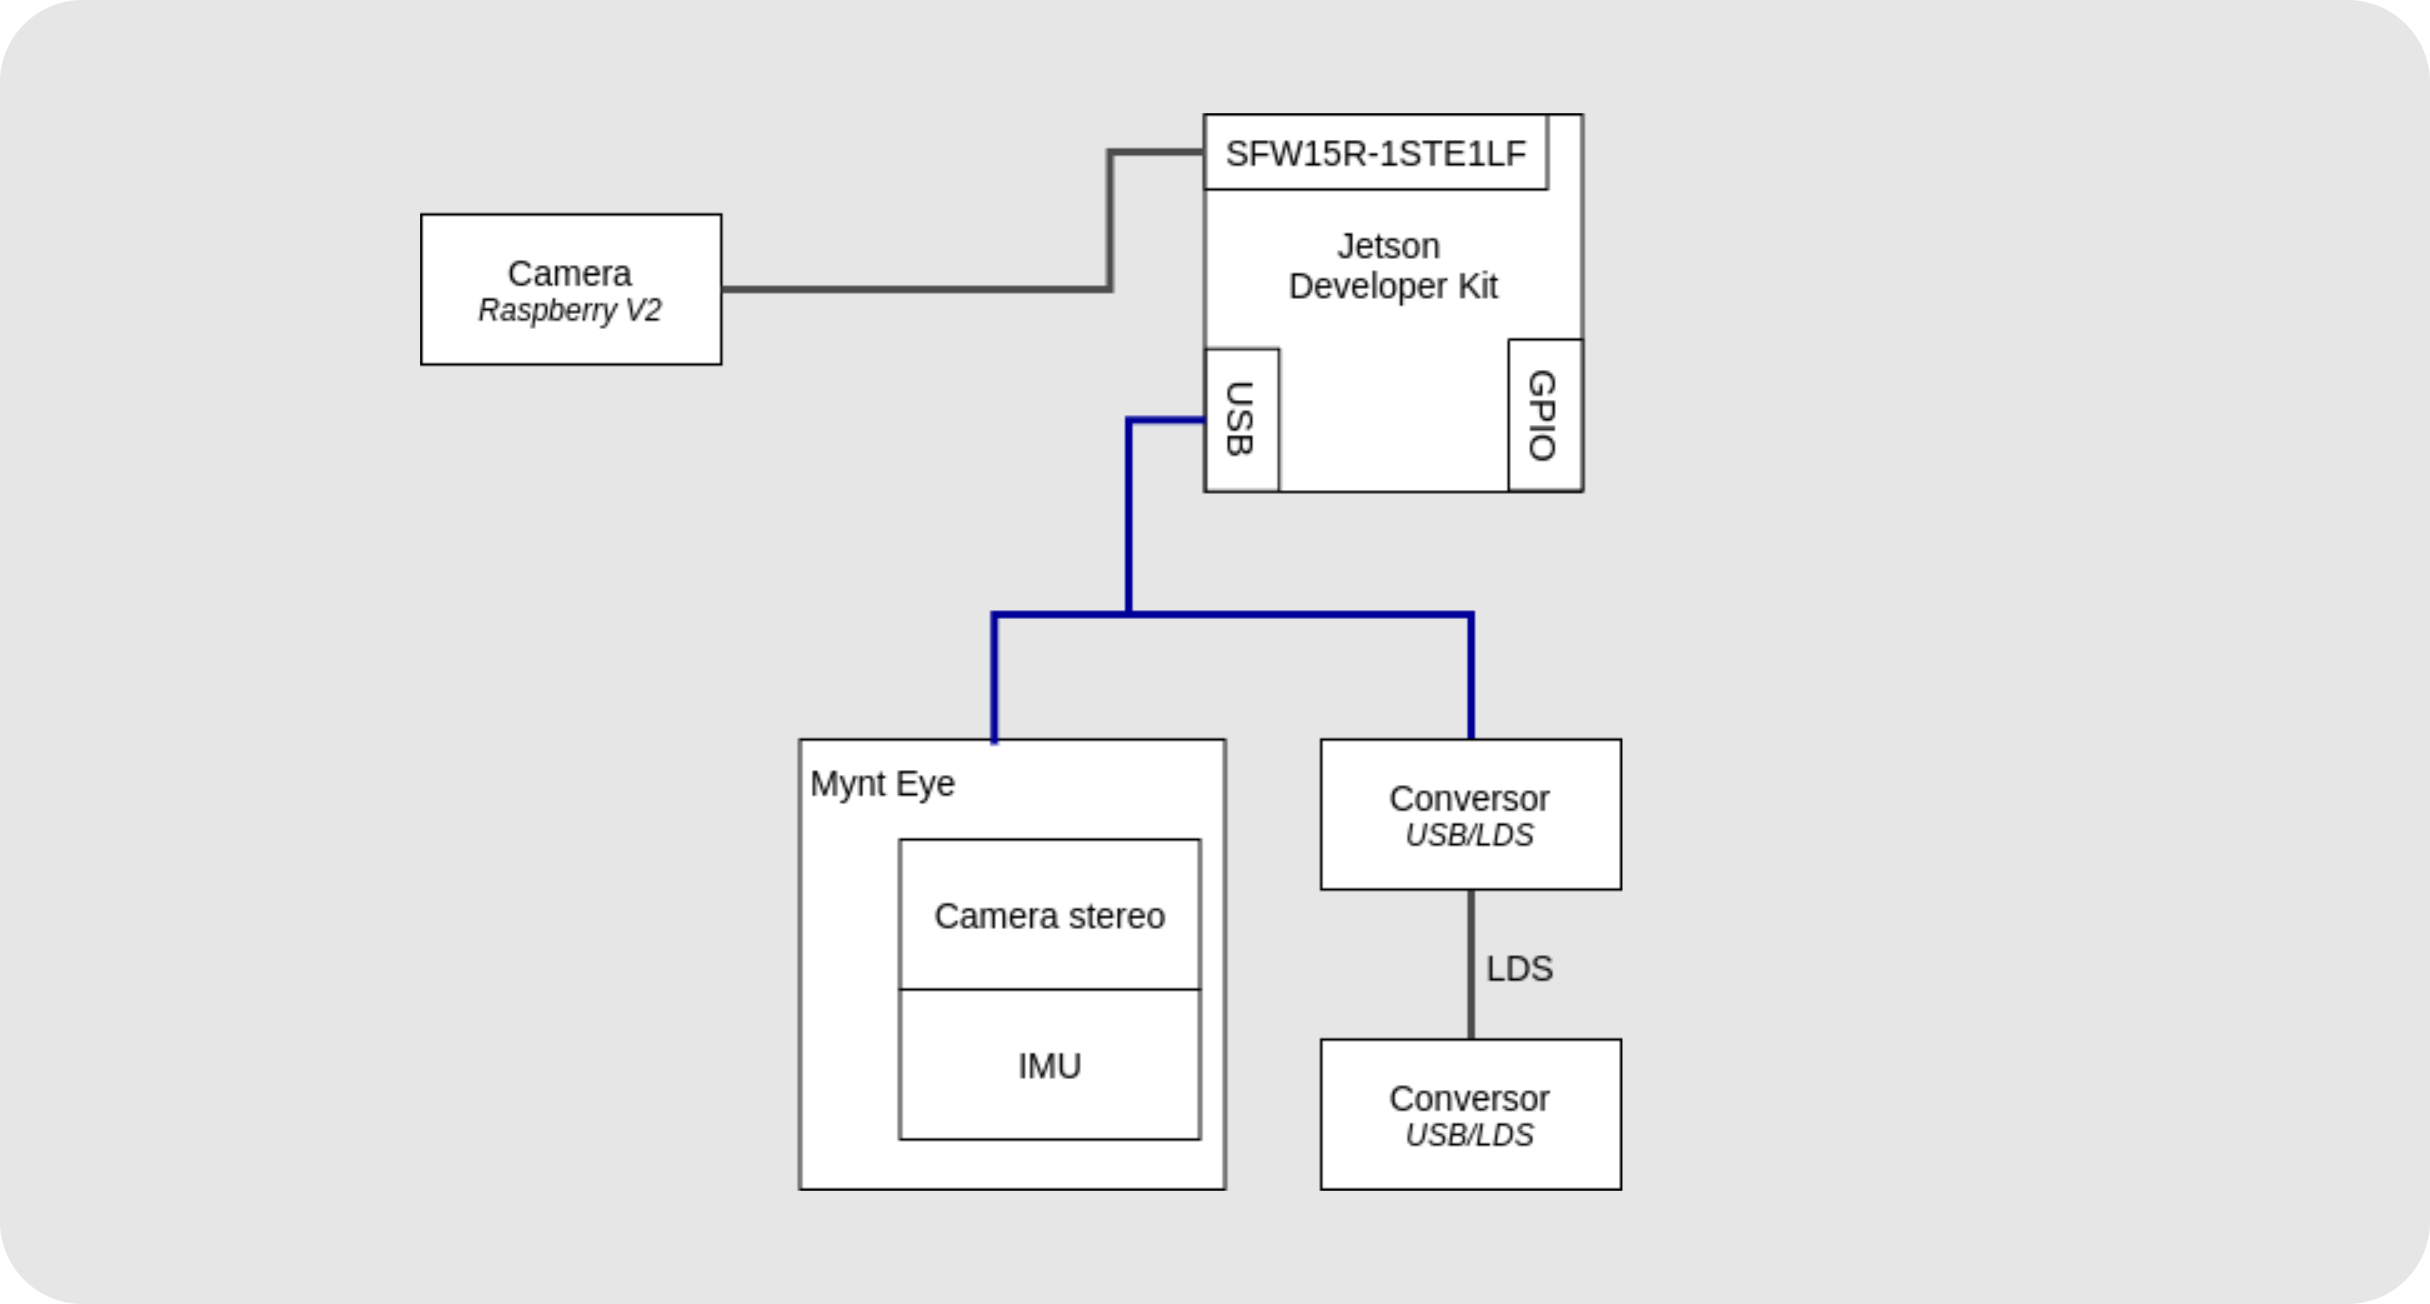 SFW15R-1STE1LF
Camera
Raspberry V2
Jetson
Developer Kit
USB
GPIO
Mynt Eye
Camera stereo
IMU
Conversor
USB/LDS
LDS
Conversor
USB/LDS